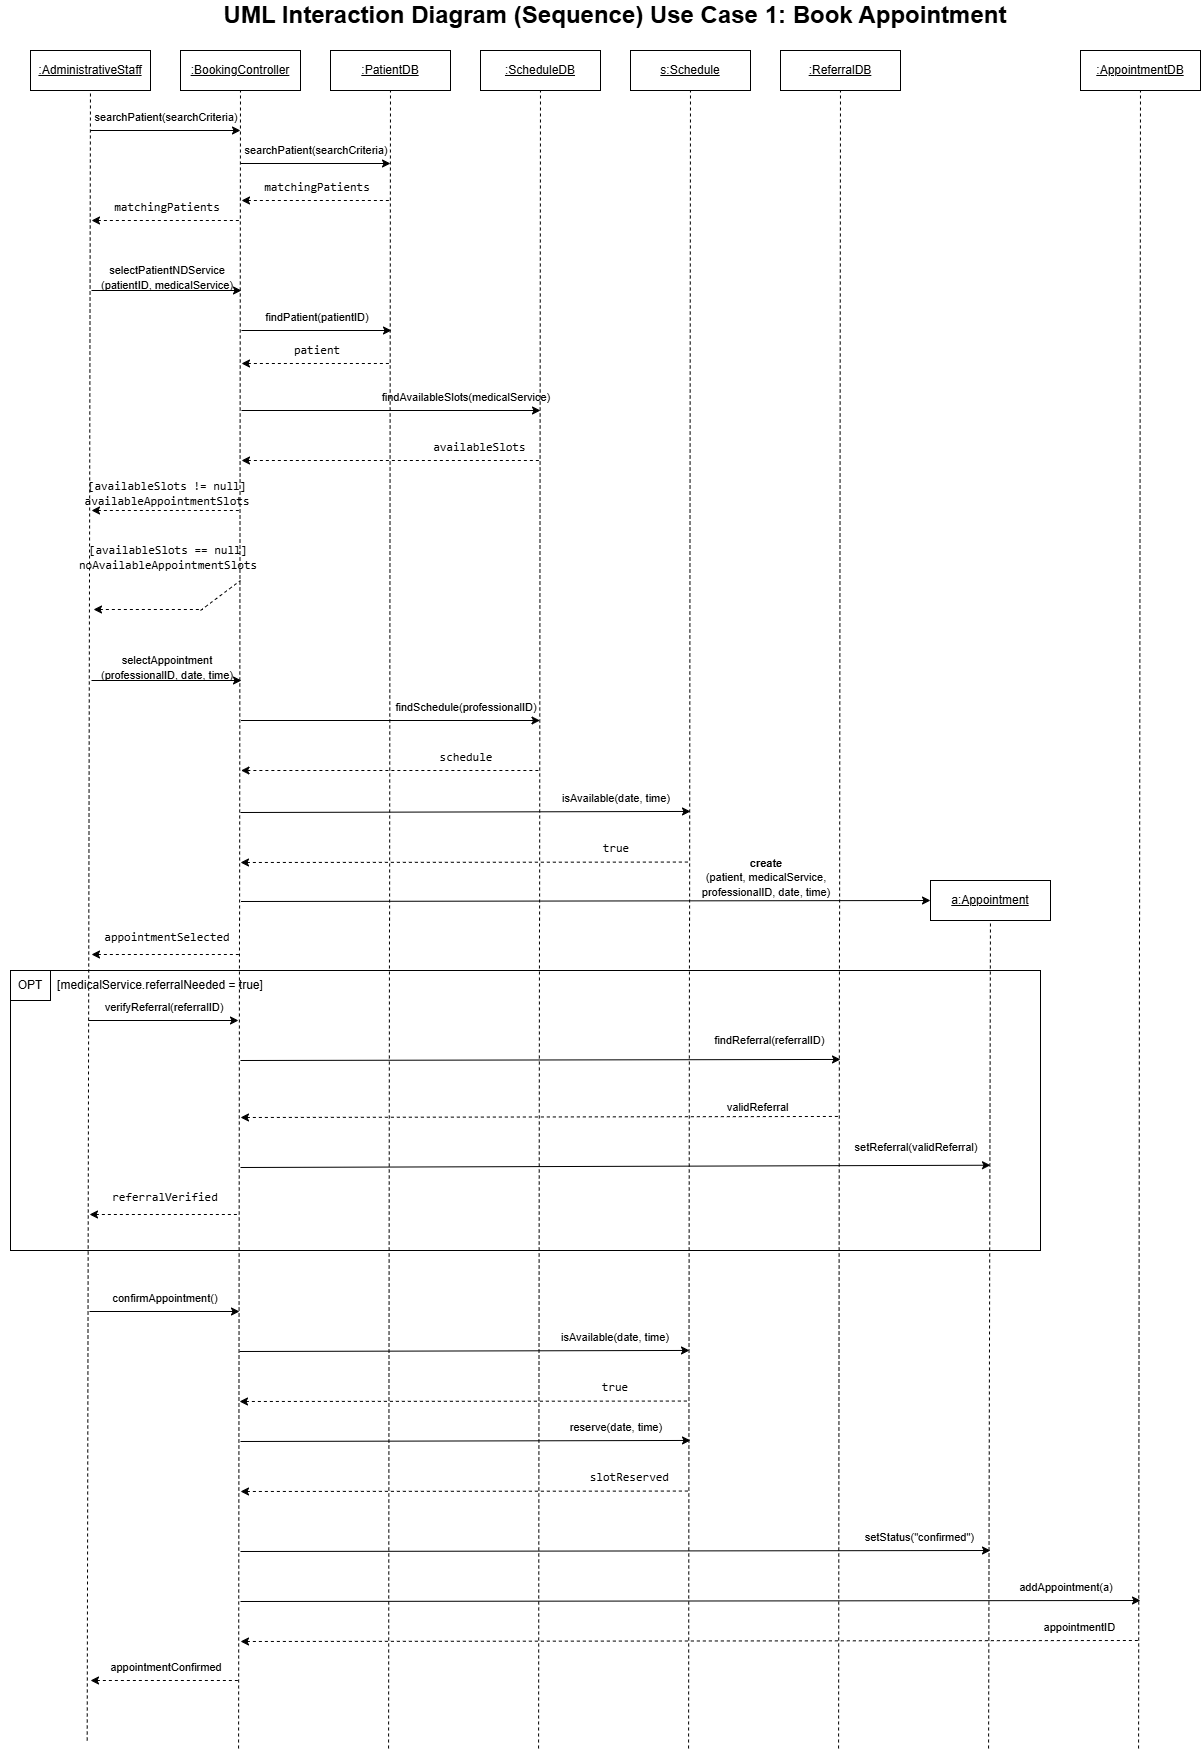 UML Interaction Diagram (Sequence) Use Case 1: Book Appointment
:AdministrativeStaff
:BookingController
:PatientDB
:ScheduleDB
s:Schedule
:ReferralDB
:AppointmentDB
searchPatient(searchCriteria)
searchPatient(searchCriteria)
matchingPatients
matchingPatients
selectPatientNDService
(patientID, medicalService)
findPatient(patientID)
patient
findAvailableSlots(medicalService)
availableSlots
[availableSlots != null]
availableAppointmentSlots
[availableSlots == null]
noAvailableAppointmentSlots
selectAppointment
(professionalID, date, time)
findSchedule(professionalID)
schedule
isAvailable(date, time)
true
create
(patient, medicalService,
professionalID, date, time)
a:Appointment
appointmentSelected
OPT
[medicalService.referralNeeded = true]
verifyReferral(referralID)
findReferral(referralID)
validReferral
setReferral(validReferral)
referralVerified
confirmAppointment()
isAvailable(date, time)
true
reserve(date, time)
slotReserved
setStatus("confirmed")
addAppointment(a)
appointmentID
appointmentConfirmed